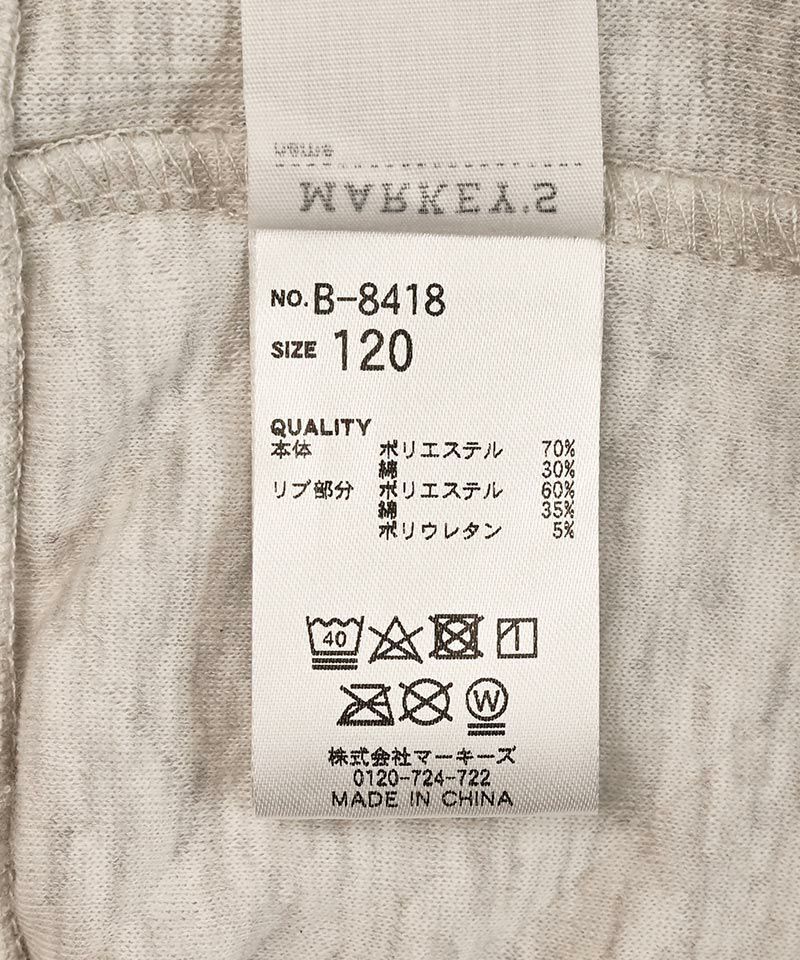 name
MARKEY'S
NO. B-8418
SIZE 120
QUALITY
本体 ポリエステル 70%
綿 30%
リブ部分 ポリエステル 60%
綿 35%
ポリウレタン 5%
40
W
株式会社マーキーズ
0120-724-722
MADE IN CHINA